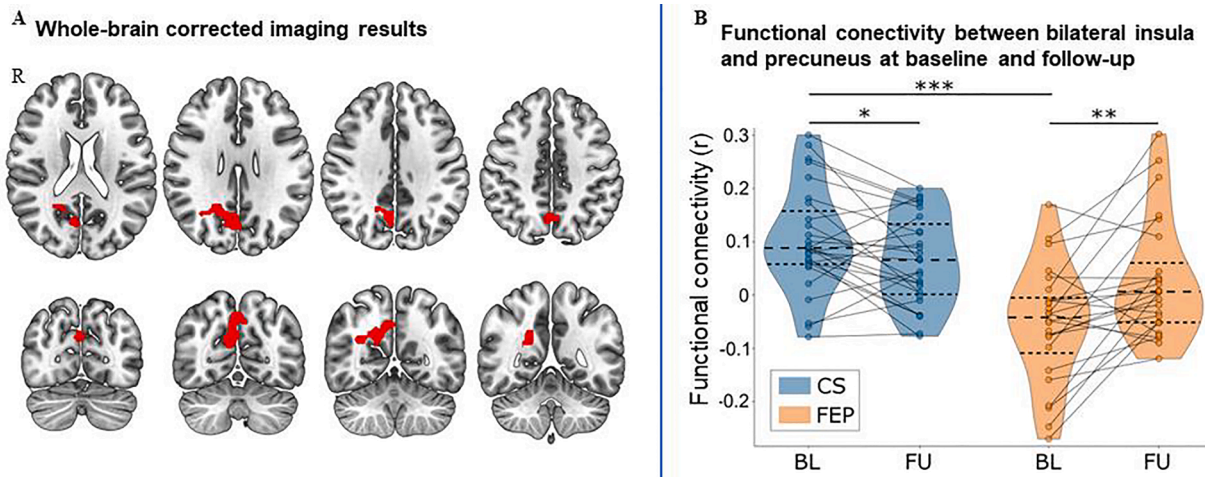 A
Whole-brain corrected imaging results
R
B
Functional conectivity between bilateral insula
and precuneus at baseline and follow-up
***
*
**
Functional connectivity (r)
0.3
0.2
0.1
0
-0.1
-0.2
CS
FEP
BL
FU
BL
FU